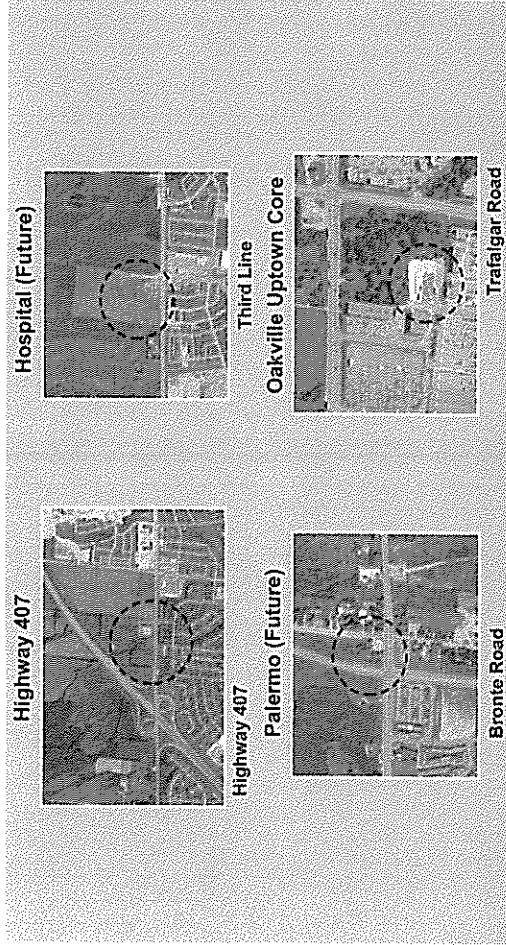 Highway 407
Highway 407
Hospital (Future)
Third Line
Palermo (Future)
Bronte Road
Oakville Uptown Core
Trafalgar Road